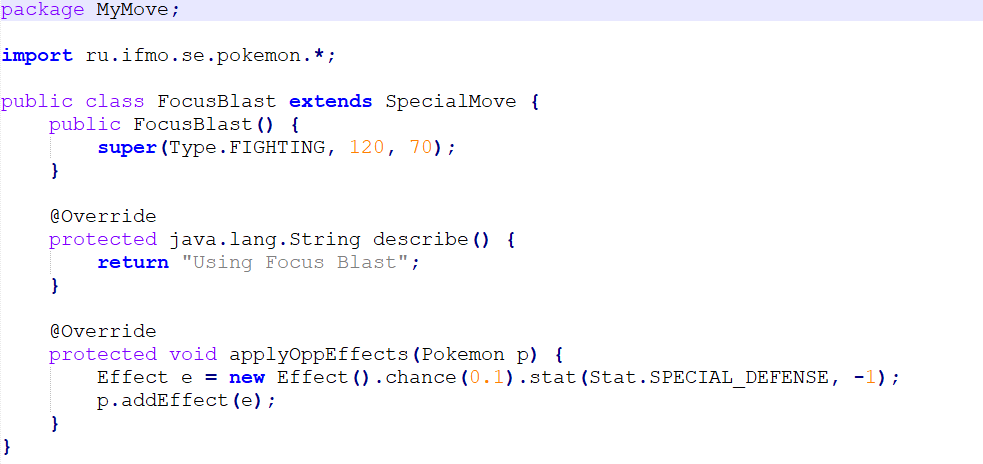 package MyMove;
import ru.ifmo.se.pokemon.*;
public class FocusBlast extends SpecialMove {
    public FocusBlast() {
        super(Type.FIGHTING, 120, 70);
    }
    @Override
    protected java.lang.String describe() {
        return "Using Focus Blast";
    }
    @Override
    protected void applyOppEffects(Pokemon p) {
        Effect e = new Effect().chance(0.1).stat(Stat.SPECIAL_DEFENSE, -1);
        p.addEffect(e);
    }
}